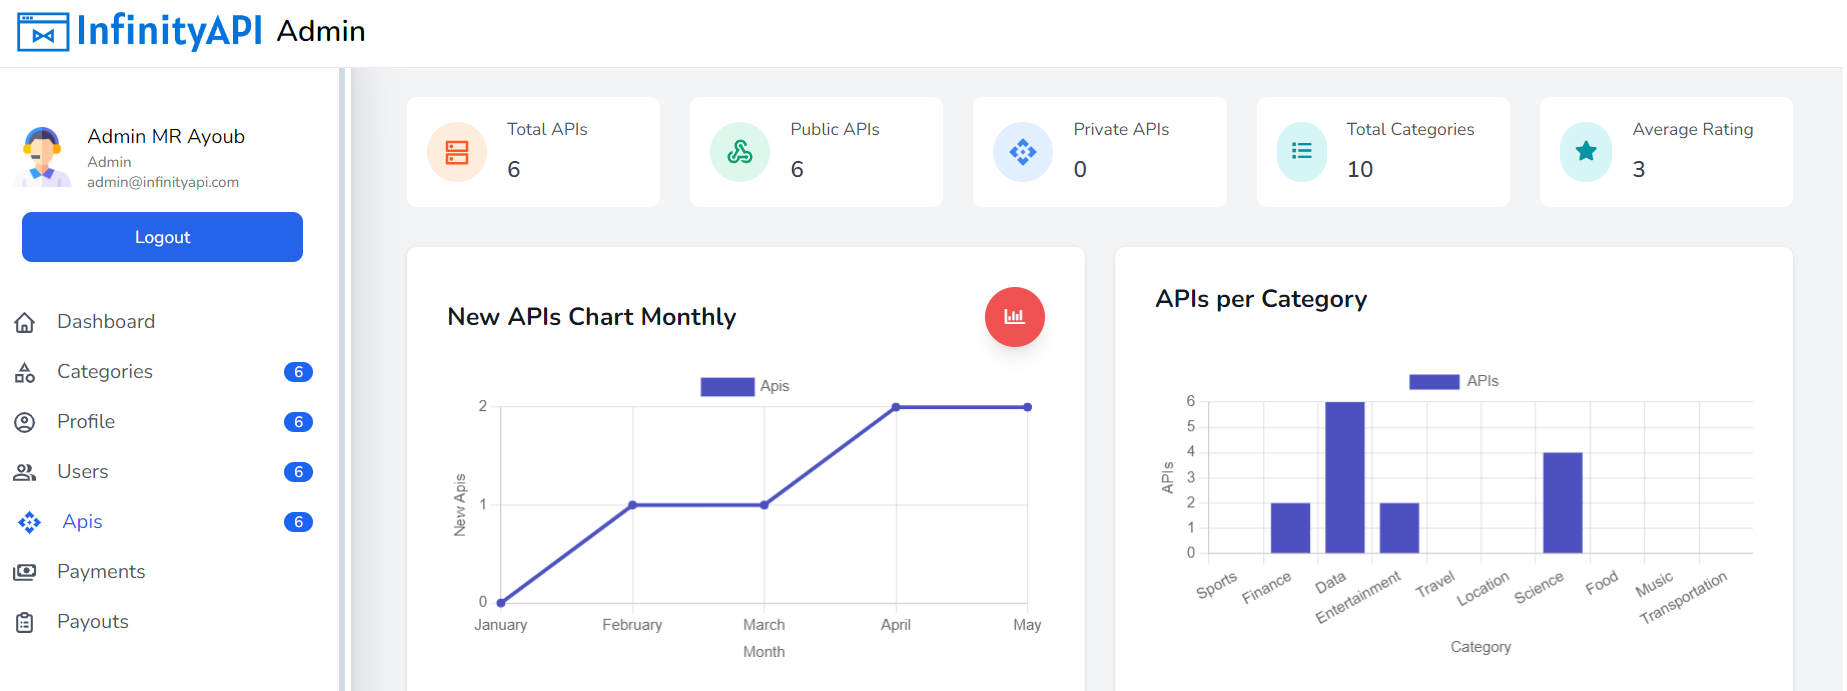 InfinityAPI Admin
Admin MR Ayoub
Admin
admin@infinityapi.com
Logout
Dashboard
Categories 6
Profile 6
Users 6
Apis 6
Payments
Payouts
Total APIs
6
Public APIs
6
Private APIs
0
Total Categories
10
Average Rating
3
New APIs Chart Monthly
Apis
2
1
0
New Apis
January February March April May
Month
APIs per Category
APIs
6
5
4
3
2
1
0
APIs
Sports Finance Data Entertainment Travel Location Science Food Music Transportation
Category